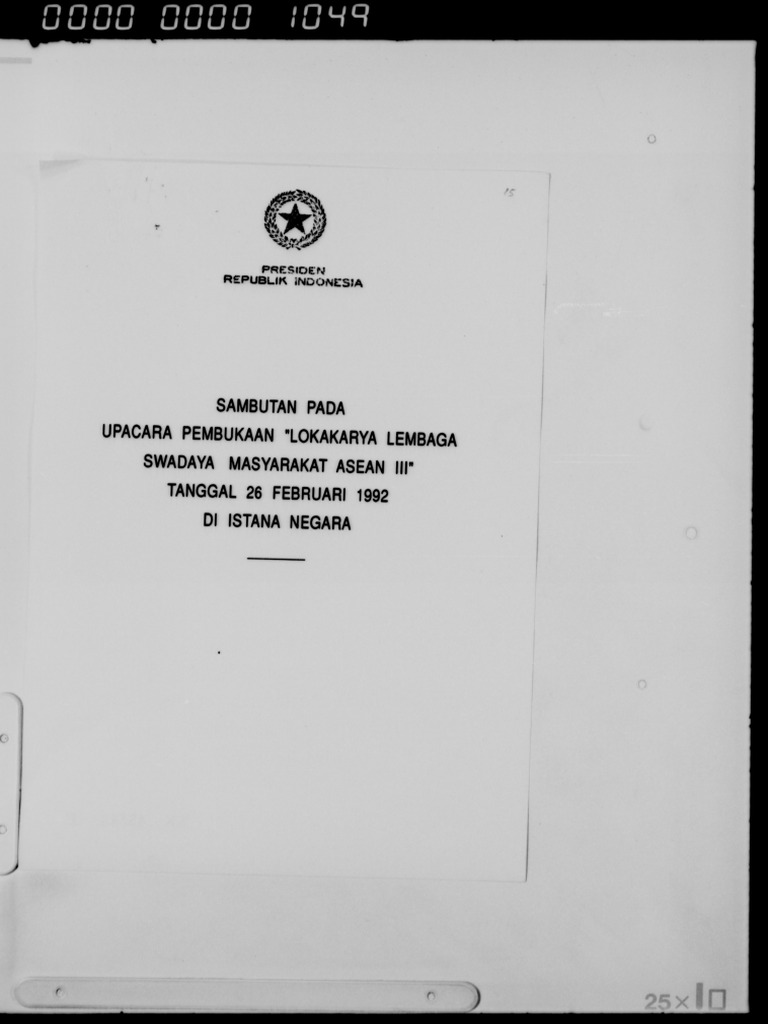 0000 0000 1049
15
PRESIDEN
REPUBLIK INDONESIA
SAMBUTAN PADA
UPACARA PEMBUKAAN "LOKAKARYA LEMBAGA
SWADAYA MASYARAKAT ASEAN III"
TANGGAL 26 FEBRUARI 1992
DI ISTANA NEGARA
25×